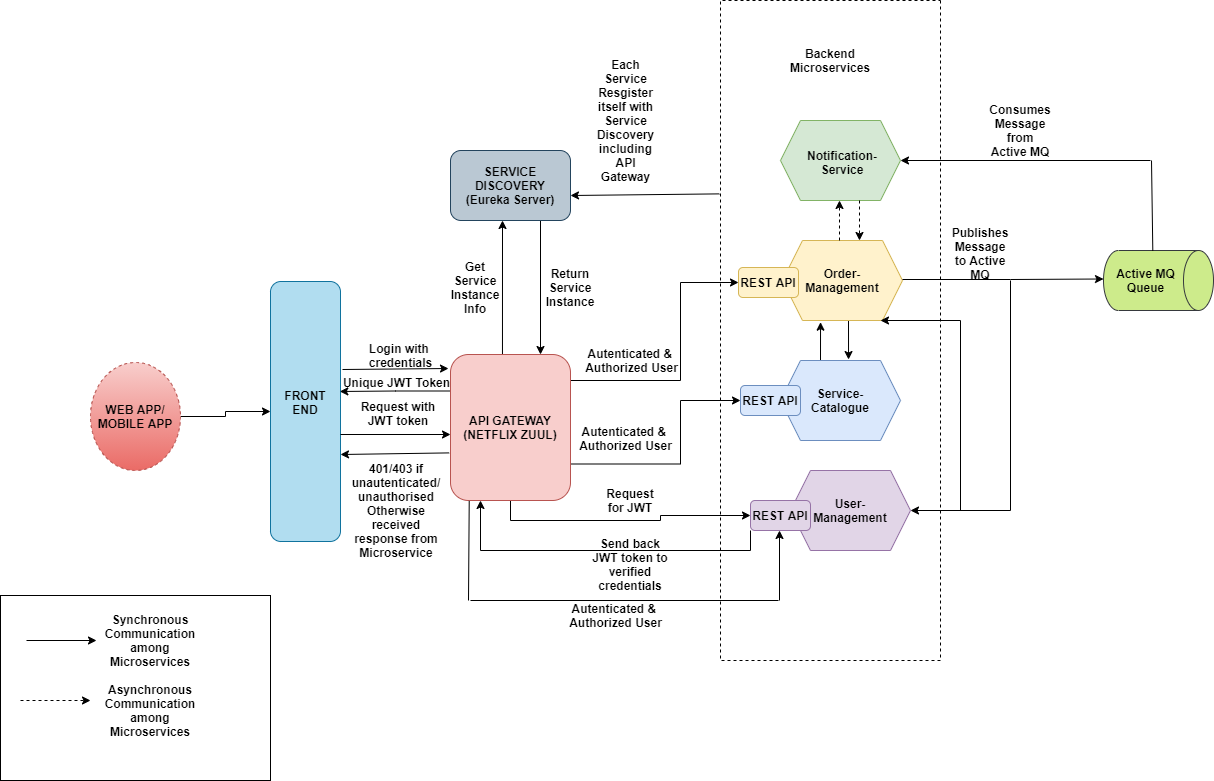 Backend
Microservices
Each
Service
Resgister
itself with
Service
Discovery
including
API
Gateway
Consumes
Message
from
Active MQ
Notification-
Service
SERVICE
DISCOVERY
(Eureka Server)
Publishes
Message
to Active
MQ
Get
Service
Instance
Info
Return
Service
Instance
REST API
Order-
Management
Active MQ
Queue
Login with
credentials
Unique JWT Token
Request with
JWT token
401/403 if
unautenticated/
unauthorised
Otherwise
received
response from
Microservice
WEB APP/
MOBILE APP
FRONT
END
API GATEWAY
(NETFLIX ZUUL)
Autenticated &
Authorized User
REST API
Service-
Catalogue
Autenticated &
Authorized User
Request
for JWT
REST API
User-
Management
Send back
JWT token to
verified
credentials
Autenticated &
Authorized User
Synchronous
Communication
among
Microservices
Asynchronous
Communication
among
Microservices